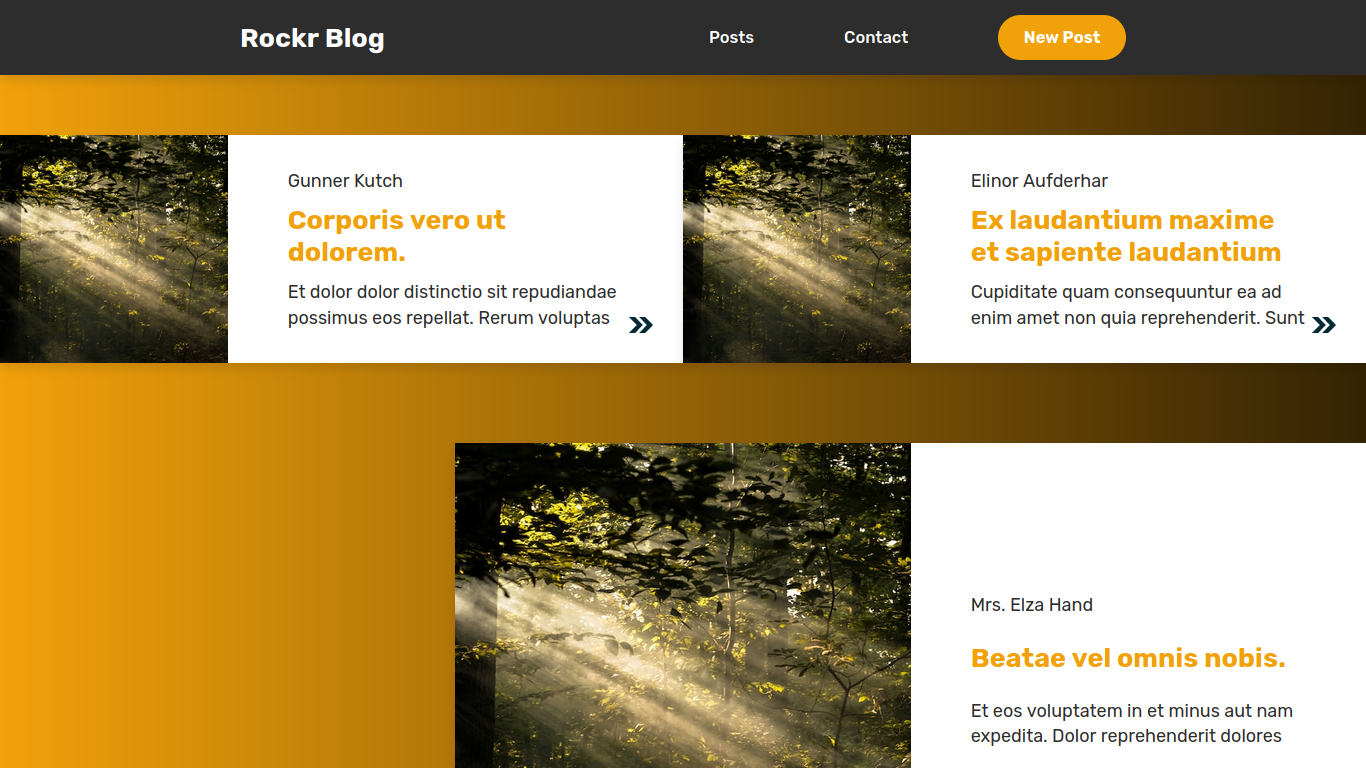 Rockr Blog
Posts
Contact
New Post
Gunner Kutch
Corporis vero ut
dolorem.
Et dolor dolor distinctio sit repudiandae
possimus eos repellat. Rerum voluptas
Elinor Aufderhar
Ex laudantium maxime
et sapiente laudantium
Cupiditate quam consequuntur ea ad
enim amet non quia reprehenderit. Sunt
Mrs. Elza Hand
Beatae vel omnis nobis.
Et eos voluptatem in et minus aut nam
expedita. Dolor reprehenderit dolores